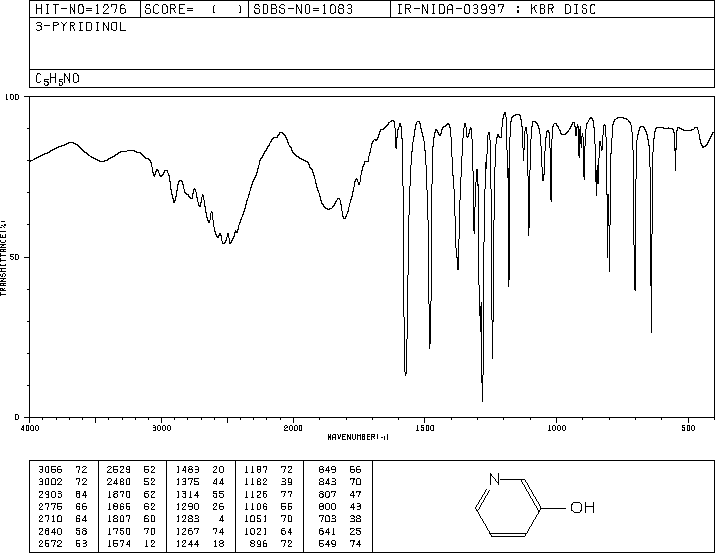 HIT-NO=1276 SCORE= ( ) SDBS-NO=1083 IR-NIDA-03997 : KBR DISC
3-PYRIDINOL
C5H5NO
100
TRANSMITTANCE(%)
50
0
4000 3000 2000 1500 1000 500
WAVENUMBER(-1)
3056 72 2529 52 1483 20 1187 72 849 66
3002 72 2480 52 1375 44 1182 39 843 70
2903 64 1870 62 1314 55 1126 77 807 47
2775 66 1865 62 1290 26 1106 55 800 43
2710 64 1807 60 1283 4 1051 70 703 38
2640 58 1750 70 1267 74 1021 64 641 25
2572 53 1574 12 1244 18 896 72 549 74
N
OH